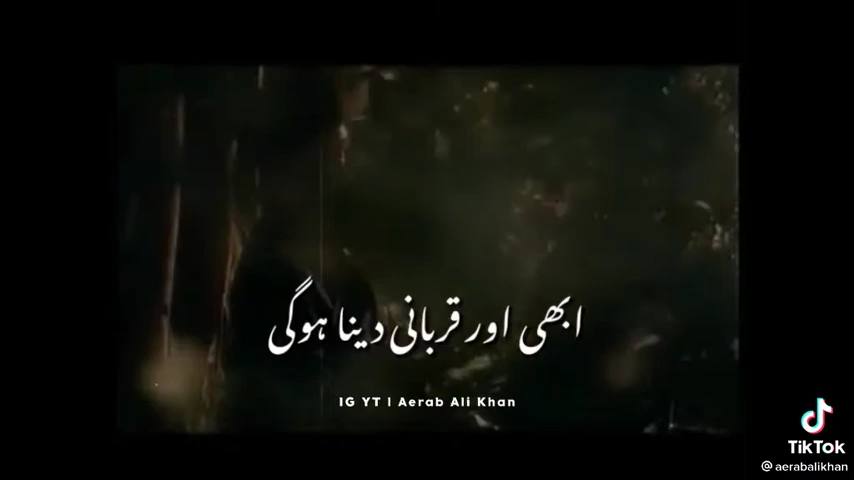 ابھی اور قربانی دینا ہوگی
IG YT | Aerab Ali Khan
TikTok
@aerabalikhan